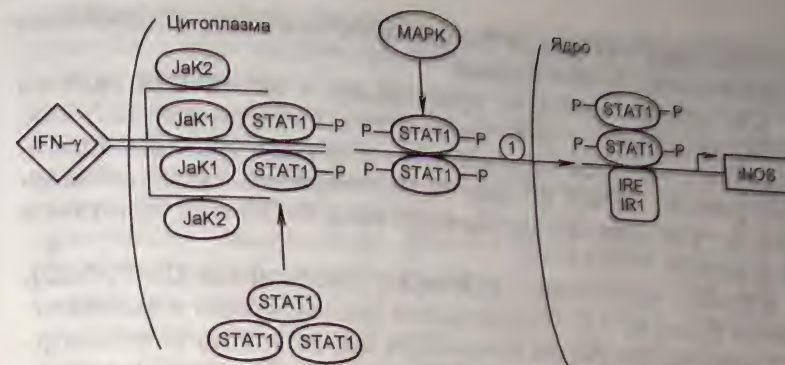 Цитоплазма
Ядро
MAPK
JaK2
JaK1
STAT1
P
IFN–γ
JaK1
STAT1
P
JaK2
P
STAT1
P
P
STAT1
P
1
P
STAT1
P
P
STAT1
P
IRE
IR1
iNOS
STAT1
STAT1
STAT1